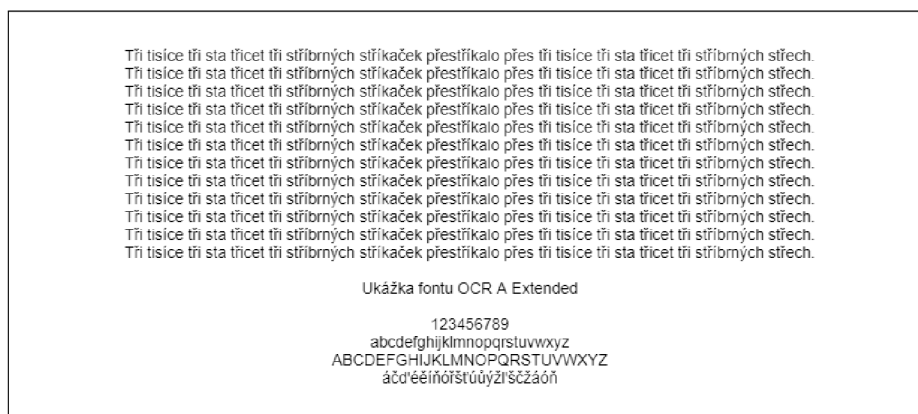 Tři tisíce tři sta třicet tři stříbrných stříkaček přestříkalo přes tři tisíce tři sta třicet tři stříbrných střech.
Tři tisíce tři sta třicet tři stříbrných stříkaček přestříkalo přes tři tisíce tři sta třicet tři stříbrných střech.
Tři tisíce tři sta třicet tři stříbrných stříkaček přestříkalo přes tři tisíce tři sta třicet tři stříbrných střech.
Tři tisíce tři sta třicet tři stříbrných stříkaček přestříkalo přes tři tisíce tři sta třicet tři stříbrných střech.
Tři tisíce tři sta třicet tři stříbrných stříkaček přestříkalo přes tři tisíce tři sta třicet tři stříbrných střech.
Tři tisíce tři sta třicet tři stříbrných stříkaček přestříkalo přes tři tisíce tři sta třicet tři stříbrných střech.
Tři tisíce tři sta třicet tři stříbrných stříkaček přestříkalo přes tři tisíce tři sta třicet tři stříbrných střech.
Tři tisíce tři sta třicet tři stříbrných stříkaček přestříkalo přes tři tisíce tři sta třicet tři stříbrných střech.
Tři tisíce tři sta třicet tři stříbrných stříkaček přestříkalo přes tři tisíce tři sta třicet tři stříbrných střech.
Tři tisíce tři sta třicet tři stříbrných stříkaček přestříkalo přes tři tisíce tři sta třicet tři stříbrných střech.
Tři tisíce tři sta třicet tři stříbrných stříkaček přestříkalo přes tři tisíce tři sta třicet tři stříbrných střech.
Tři tisíce tři sta třicet tři stříbrných stříkaček přestříkalo přes tři tisíce tři sta třicet tři stříbrných střech.
Ukážka fontu OCR A Extended
123456789
abcdefghijklmnopqrstuvwxyz
ABCDEFGHIJKLMNOPQRSTUVWXYZ
áčďéěíňóřšťúůýžľščžáóň